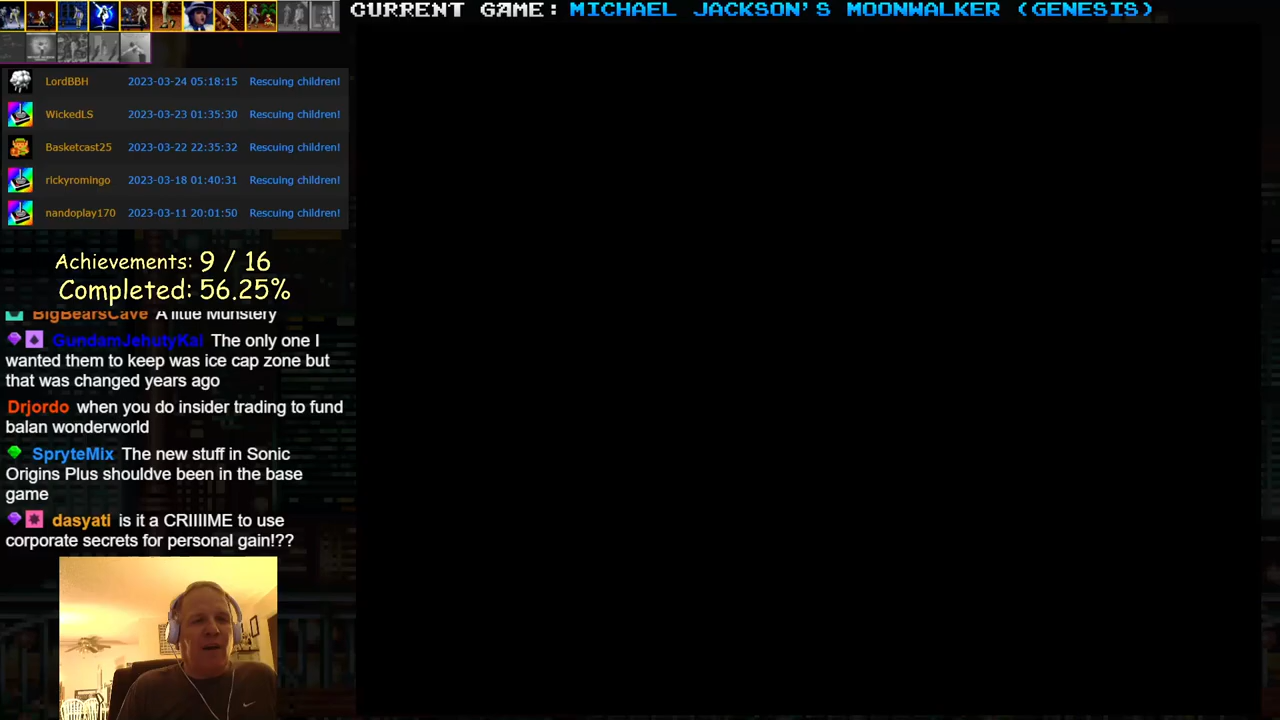 CURRENT GAME: MICHAEL JACKSON'S MOONWALKER (GENESIS)
LordBBH 2023-03-24 05:18:15 Rescuing children!
WickedLS 2023-03-23 01:35:30 Rescuing children!
Basketcast25 2023-03-22 22:35:32 Rescuing children!
rickyromingo 2023-03-18 01:40:31 Rescuing children!
nandoplay170 2023-03-11 20:01:50 Rescuing children!
Achievements: 9 / 16
Completed: 56.25%
BigBearsCave A little Munstery
GundamJehutyKai The only one I
wanted them to keep was ice cap zone but
that was changed years ago
Drjordo when you do insider trading to fund
balan wonderworld
SpryteMix The new stuff in Sonic
Origins Plus shouldve been in the base
game
dasyati is it a CRIIIIME to use
corporate secrets for personal gain!??